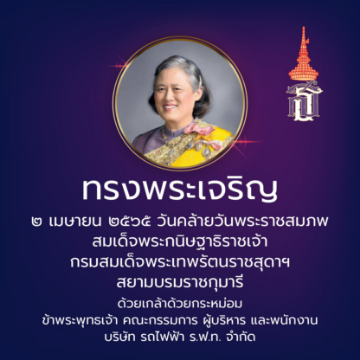 ทรงพระเจริญ
๒ เมษายน ๒๕๖๕ วันคล้ายวันพระราชสมภพ
สมเด็จพระกนิษฐาธิราชเจ้า
กรมสมเด็จพระเทพรัตนราชสุดาฯ
สยามบรมราชกุมารี
ด้วยเกล้าด้วยกระหม่อม
ข้าพระพุทธเจ้า คณะกรรมการ ผู้บริหาร และพนักงาน
บริษัท รถไฟฟ้า ร.ฟ.ท. จำกัด